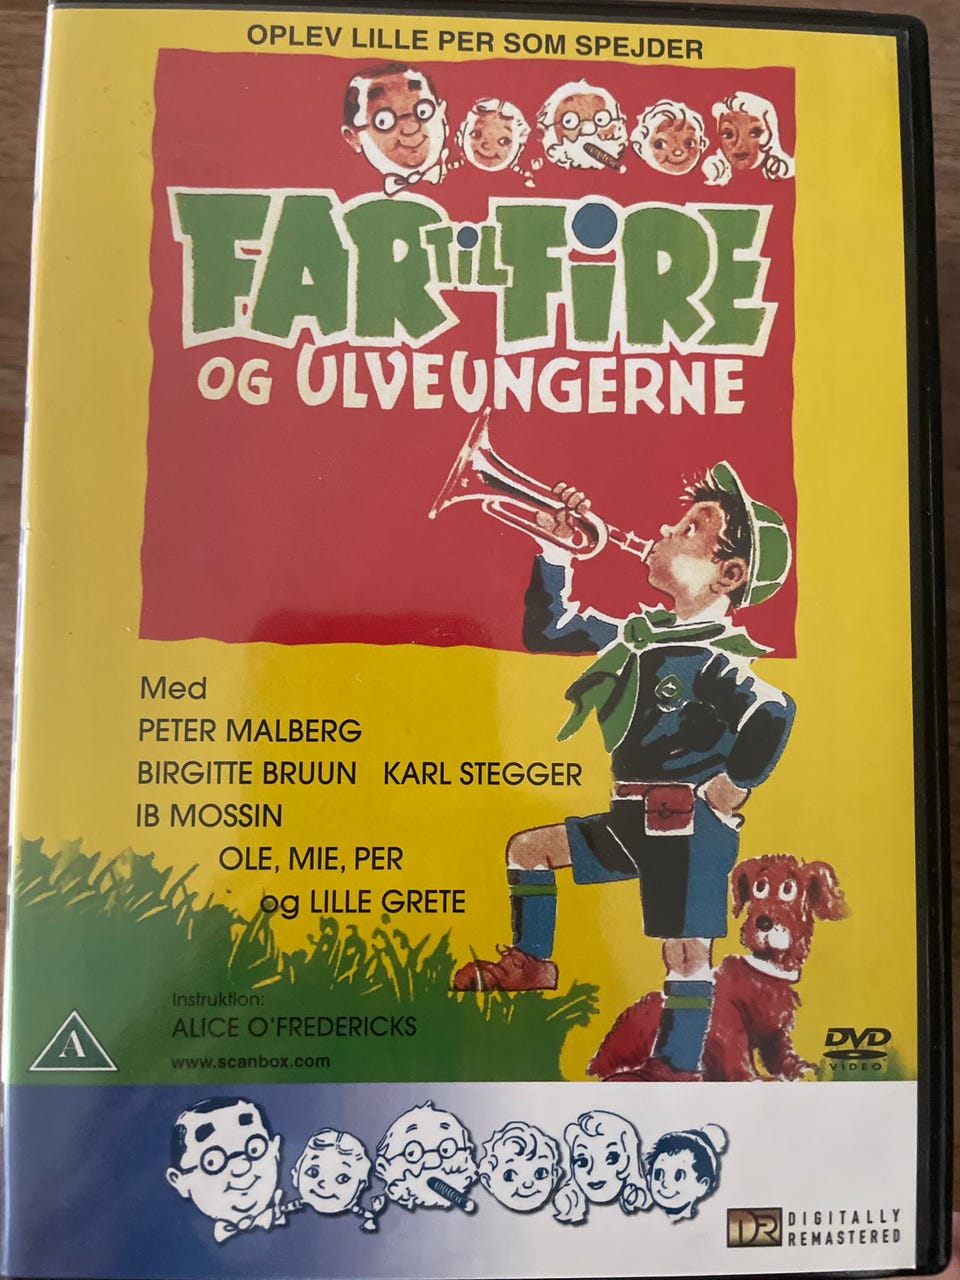 OPLEV LILLE PER SOM SPEJDER
FAR TIL FIRE
OG ULVEUNGERNE
Med
PETER MALBERG
BIRGITTE BRUUN KARL STEGGER
IB MOSSIN
OLE, MIE, PER
og LILLE GRETE
Instruktion:
ALICE O'FREDERICKS
www.scanbox.com
A
DVD
VIDEO
DR DIGITALLY
REMASTERED